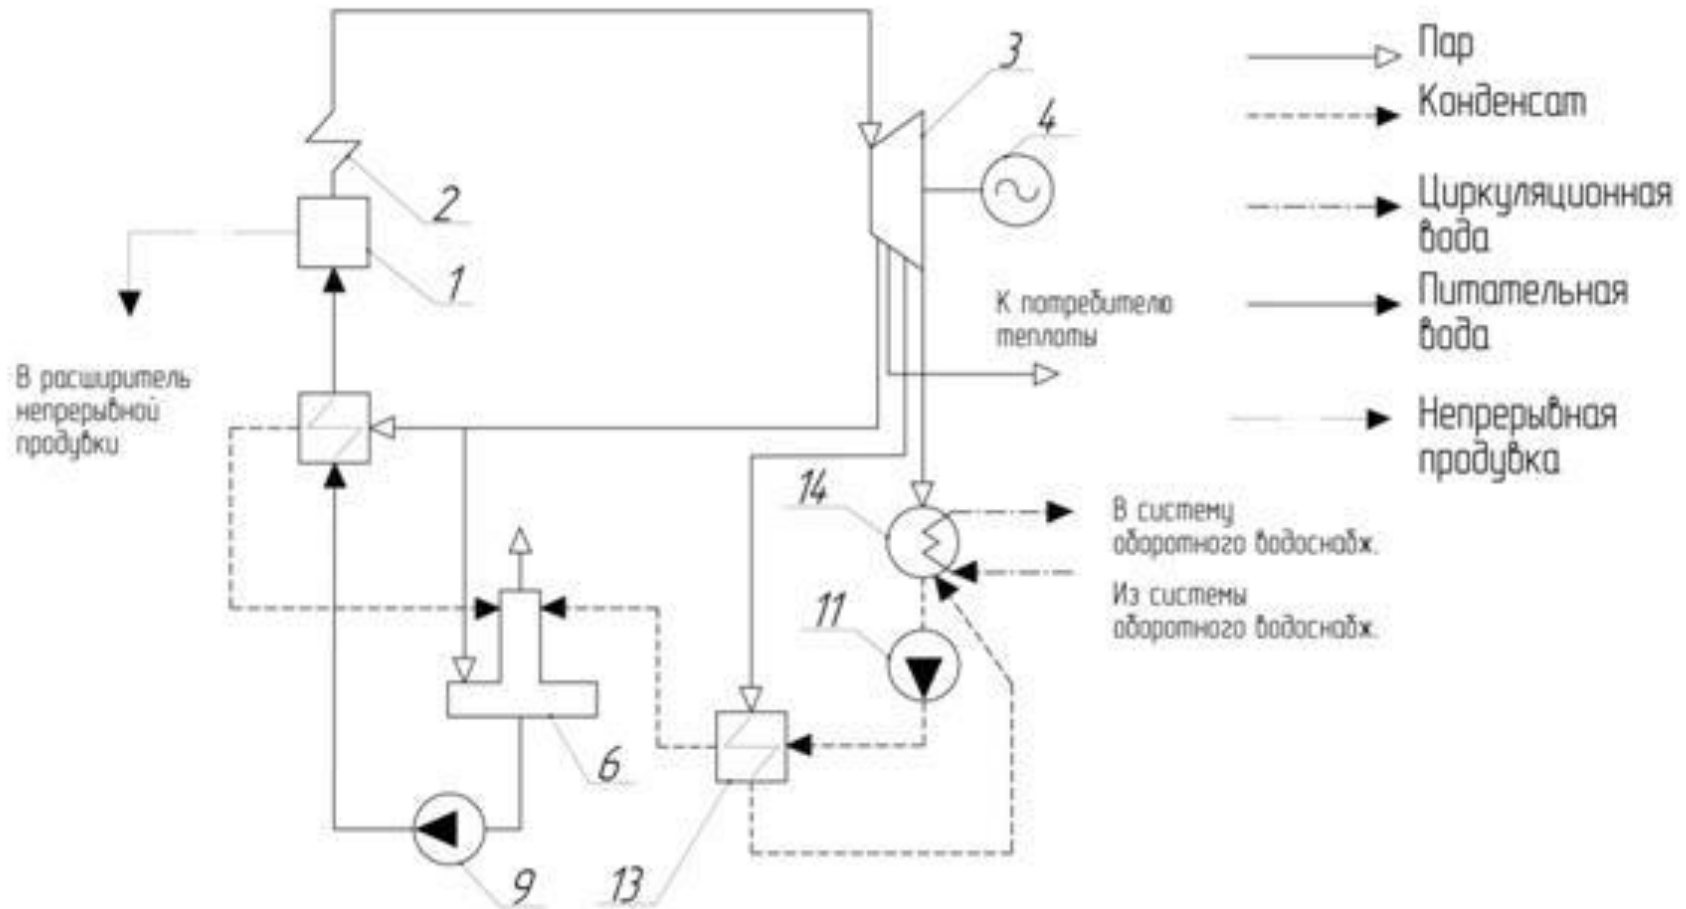 3
4
2
1
14
11
6
9
13
К потребителю
теплоты
В расширитель
непрерывной
продувки
В систему
оборотного водоснабж.
Из системы
оборотного водоснабж.
Пар
Конденсат
Циркуляционная
вода
Питательная
вода
Непрерывная
продувка